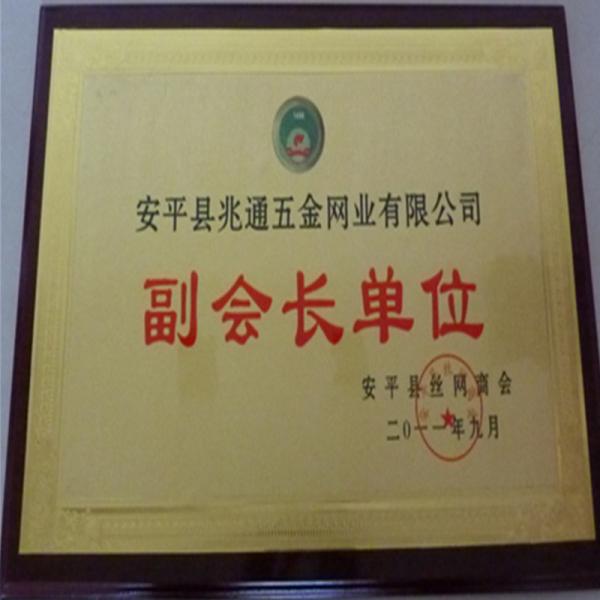 安平县兆通五金网业有限公司
副会长单位
安平县丝网商会
二0一一年九月